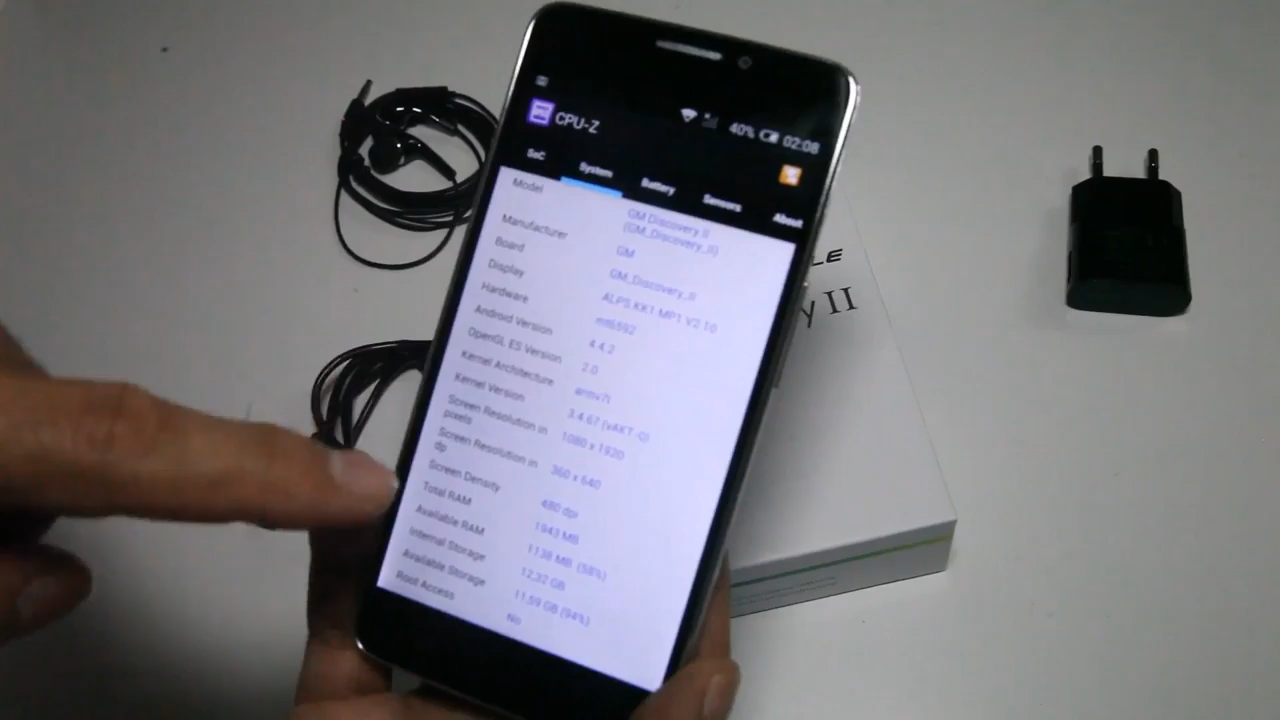 CPU-Z
40% 02:08
SoC System Battery Sensors About
Model GM Discovery II (GM_Discovery_II)
Manufacturer GM
Board GM_Discovery_II
Display ALPS.KK1.MP1.V2.10
Hardware mt6592
Android Version 4.4.2
OpenGL ES Version 2.0
Kernel Architecture armv7l
Kernel Version 3.4.67
Screen Resolution in pixels 1080 x 1920
Screen Resolution in dp 360 x 640
Screen Density 480 dpi
Total RAM 1943 MB
Available RAM 1138 MB (58%)
Internal Storage 12.32 GB
Available Storage 11.59 GB (94%)
Root Access No
LE
y II